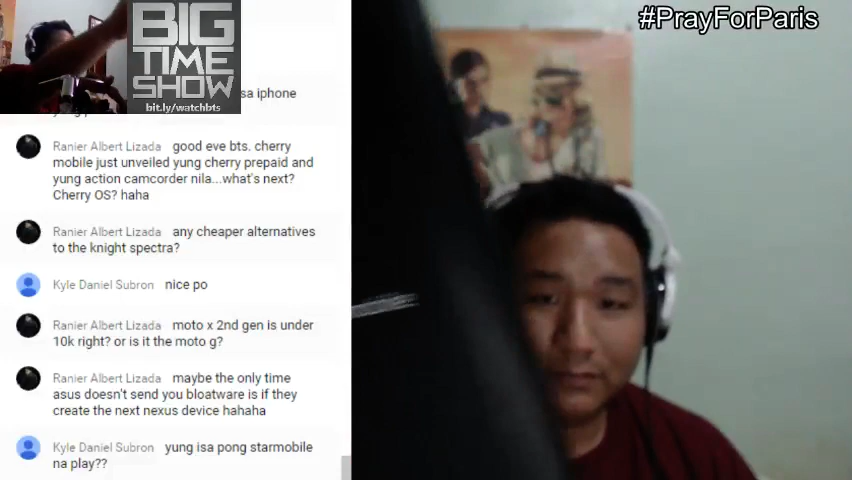 #PrayForParis
BIG
TIME
SHOW
bit.ly/watchbts
sa iphone
Ranier Albert Lizada good eve bts. cherry
mobile just unveiled yung cherry prepaid and
yung action camcorder nila...what's next?
Cherry OS? haha
Ranier Albert Lizada any cheaper alternatives
to the knight spectra?
Kyle Daniel Subron nice po
Ranier Albert Lizada moto x 2nd gen is under
10k right? or is it the moto g?
Ranier Albert Lizada maybe the only time
asus doesn't send you bloatware is if they
create the next nexus device hahaha
Kyle Daniel Subron yung isa pong starmobile
na play??